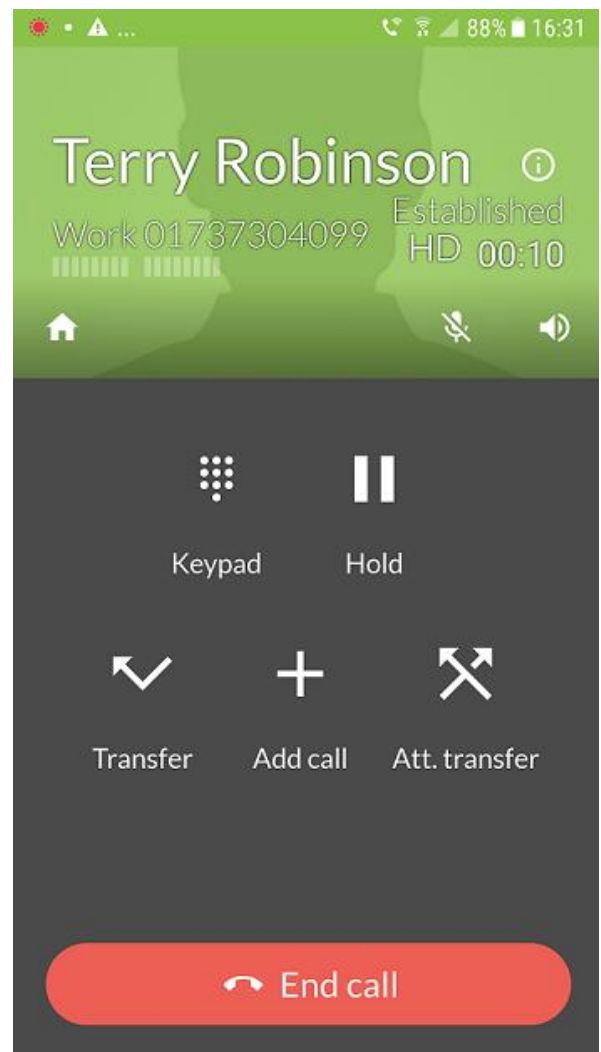 ... 88% 16:31
Terry Robinson
Established
Work 01737304099
HD 00:10
Keypad Hold
Transfer Add call Att. transfer
End call